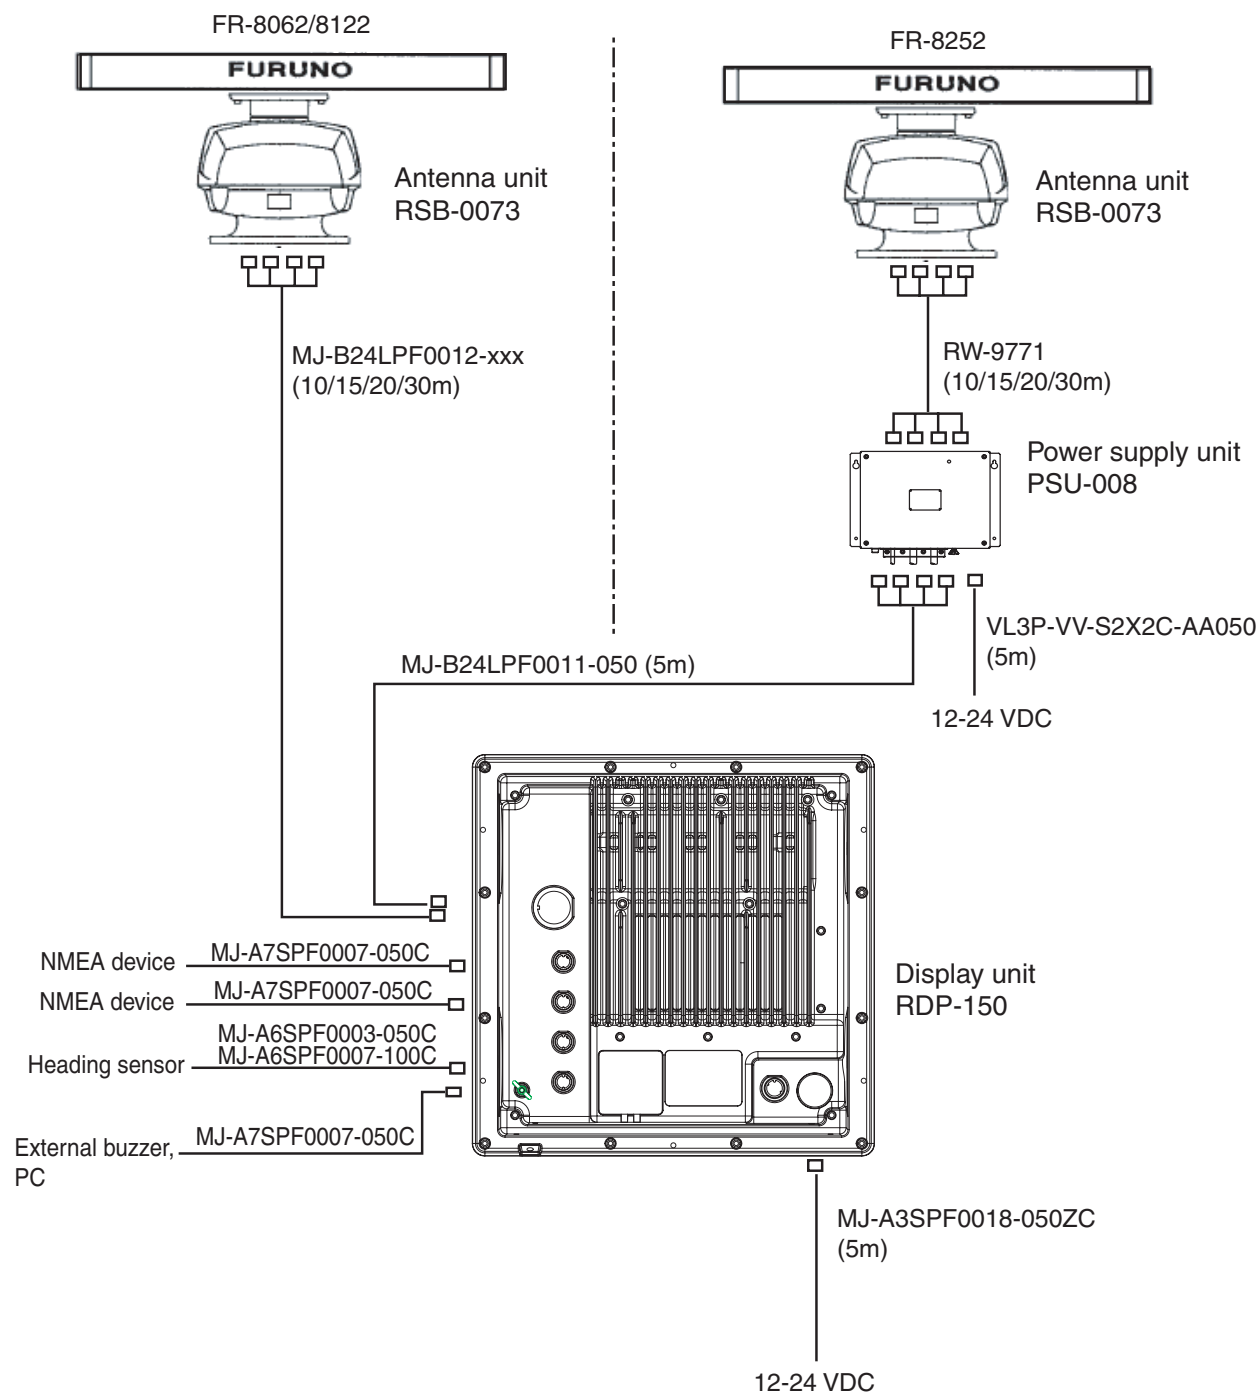 FR-8062/8122
FURUNO
Antenna unit
RSB-0073
MJ-B24LPF0012-xxx
(10/15/20/30m)
FR-8252
FURUNO
Antenna unit
RSB-0073
RW-9771
(10/15/20/30m)
Power supply unit
PSU-008
VL3P-VV-S2X2C-AA050
(5m)
12-24 VDC
MJ-B24LPF0011-050 (5m)
NMEA device MJ-A7SPF0007-050C
NMEA device MJ-A7SPF0007-050C
MJ-A6SPF0003-050C
MJ-A6SPF0007-100C
Heading sensor
MJ-A7SPF0007-050C
External buzzer,
PC
Display unit
RDP-150
MJ-A3SPF0018-050ZC
(5m)
12-24 VDC